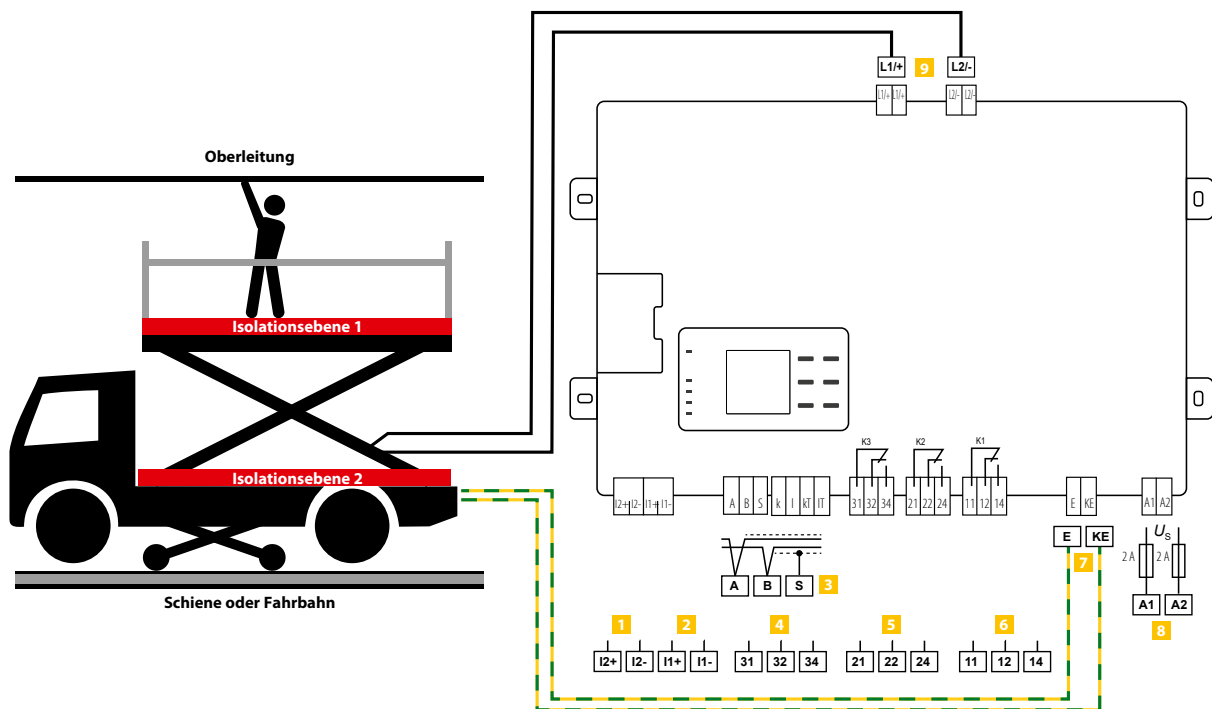 L1/+ 9 L2/-
L1/+ L1/+ L2/- L2/-
Oberleitung
Isolationsebene 1
Isolationsebene 2
Schiene oder Fahrbahn
K3 K2 K1
I2+ I2- I1+ I1- A B S k l kT lT 31 32 34 21 22 24 11 12 14 E KE A1 A2
E KE
7
U_S
2 A 2 A
A B S 3
A1 A2
8
1 2 4 5 6
I2+ I2- I1+ I1- 31 32 34 21 22 24 11 12 14